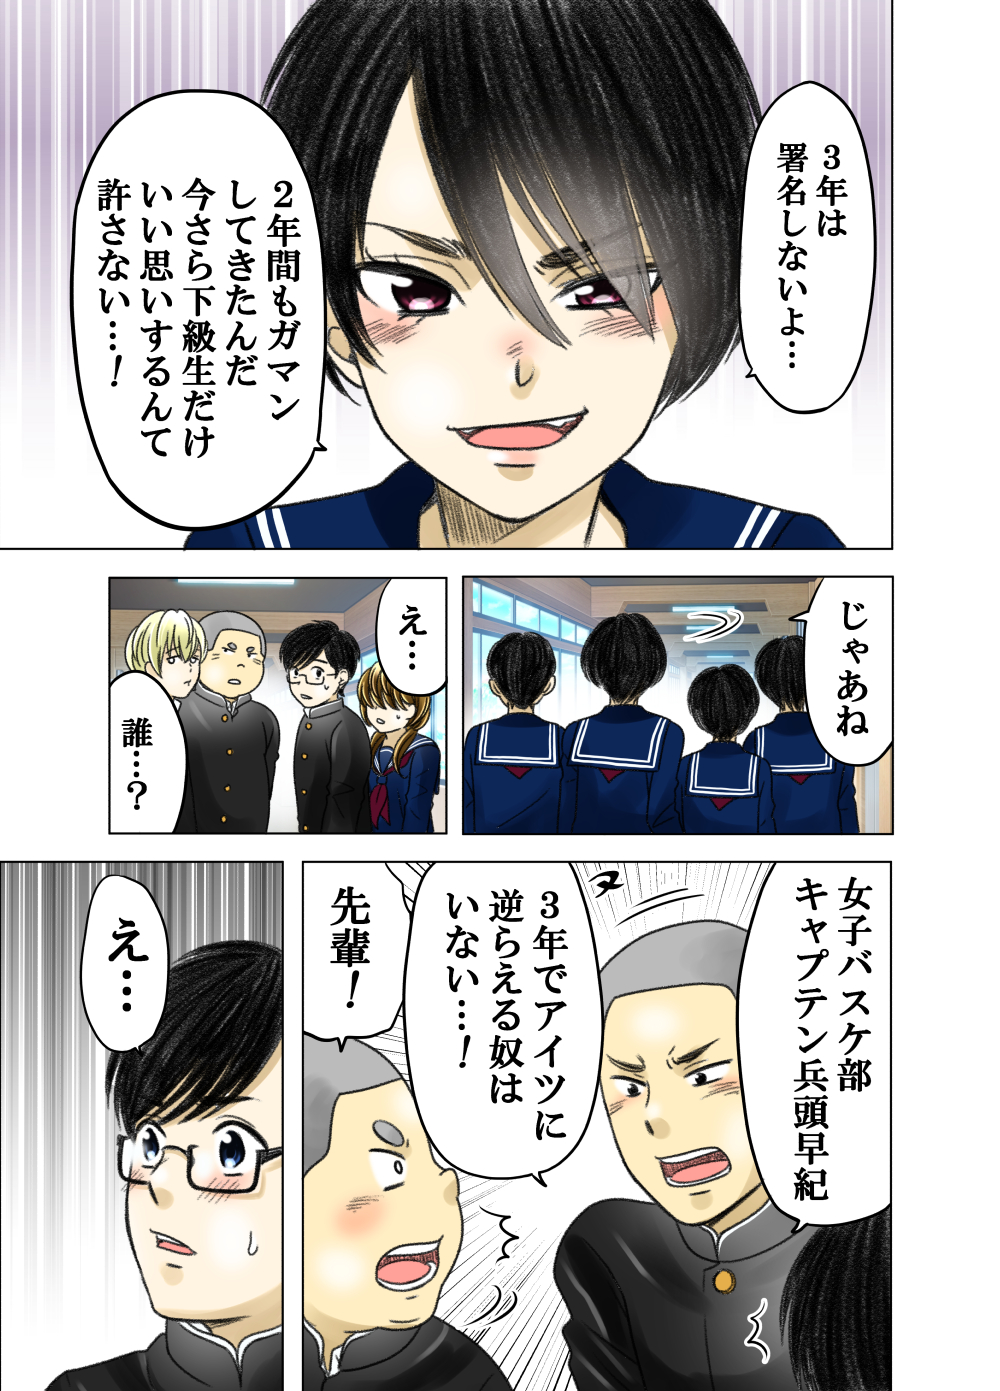 3年は
署名しないよ…
2年間もガマン
してきたんだ
今さら下級生だけ
いい思いするんて
許さない…！
じゃあね
え…
誰…？
女子バスケ部
キャプテン兵頭早紀
ヌッ
3年でアイツに
逆らえる奴は
いない…！
先輩！
え…